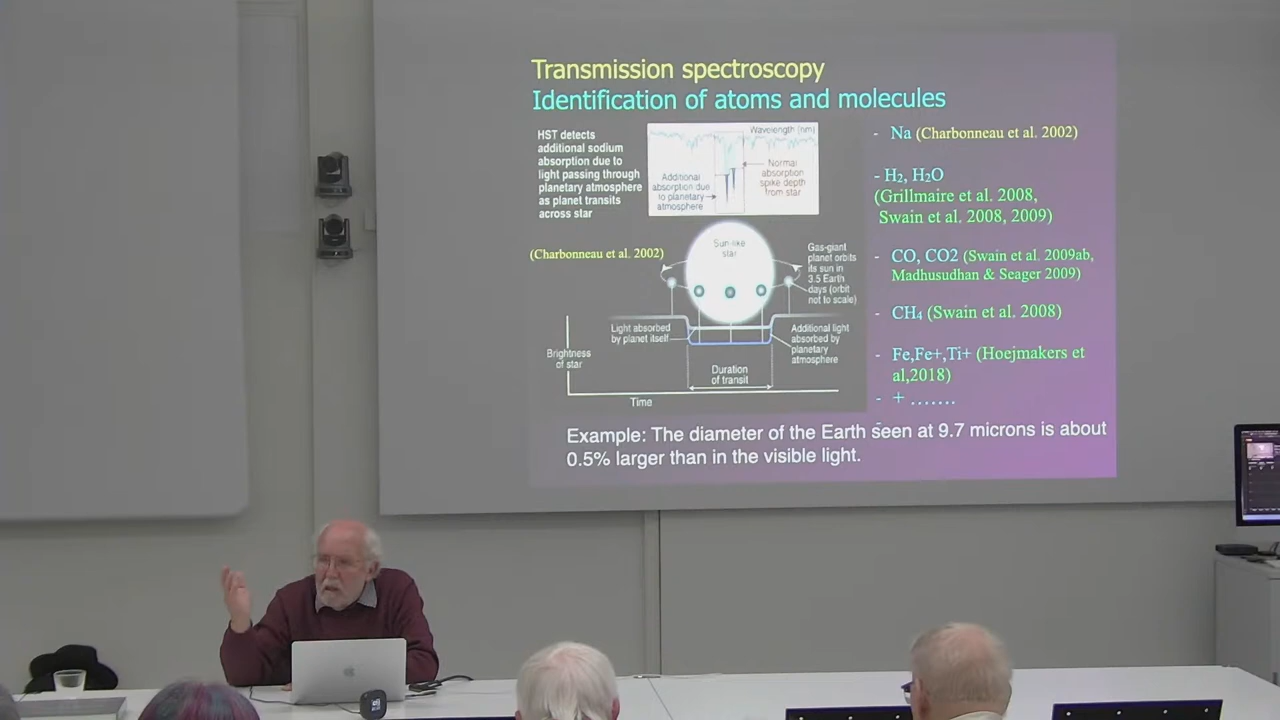 Transmission spectroscopy
Identification of atoms and molecules
HST detects
additional sodium
absorption due to
light passing through
planetary atmosphere
as planet transits
across star
Wavelength (nm)
Additional
absorption due
to planetary
atmosphere
Normal
absorption
spike depth
from star
(Charbonneau et al. 2002)
Sun-like
star
Gas-giant
planet orbits
its sun in
3.5 Earth
days (orbit
not to scale)
Light absorbed
by planet itself
Additional light
absorbed by
planetary
atmosphere
Brightness
of star
Duration
of transit
Time
- Na (Charbonneau et al. 2002)
- H₂, H₂O
(Grillmaire et al. 2008,
Swain et al. 2008, 2009)
- CO, CO2 (Swain et al. 2009ab,
Madhusudhan & Seager 2009)
- CH₄ (Swain et al. 2008)
- Fe,Fe+,Ti+ (Hoejmakers et
al,2018)
- + .......
Example: The diameter of the Earth seen at 9.7 microns is about
0.5% larger than in the visible light.